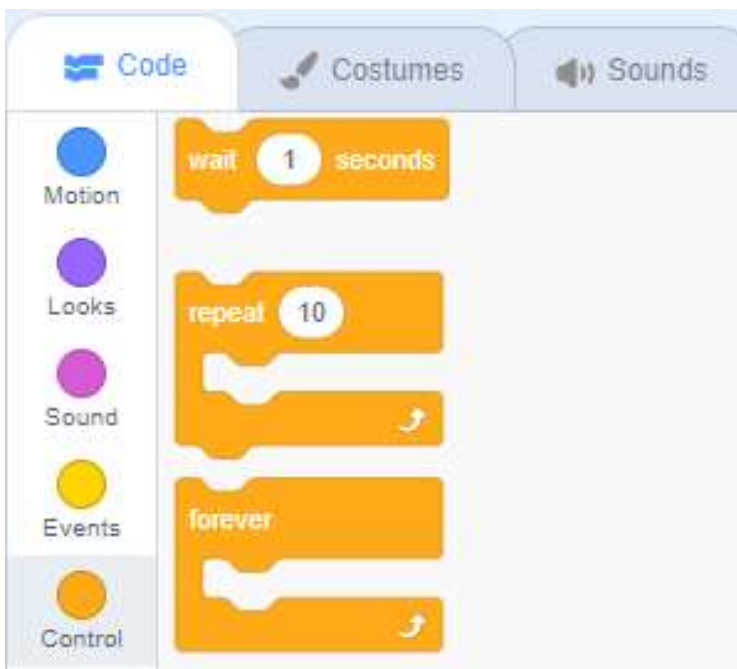 Code Costumes Sounds
Motion
Looks
Sound
Events
Control
wait 1 seconds
repeat 10
forever